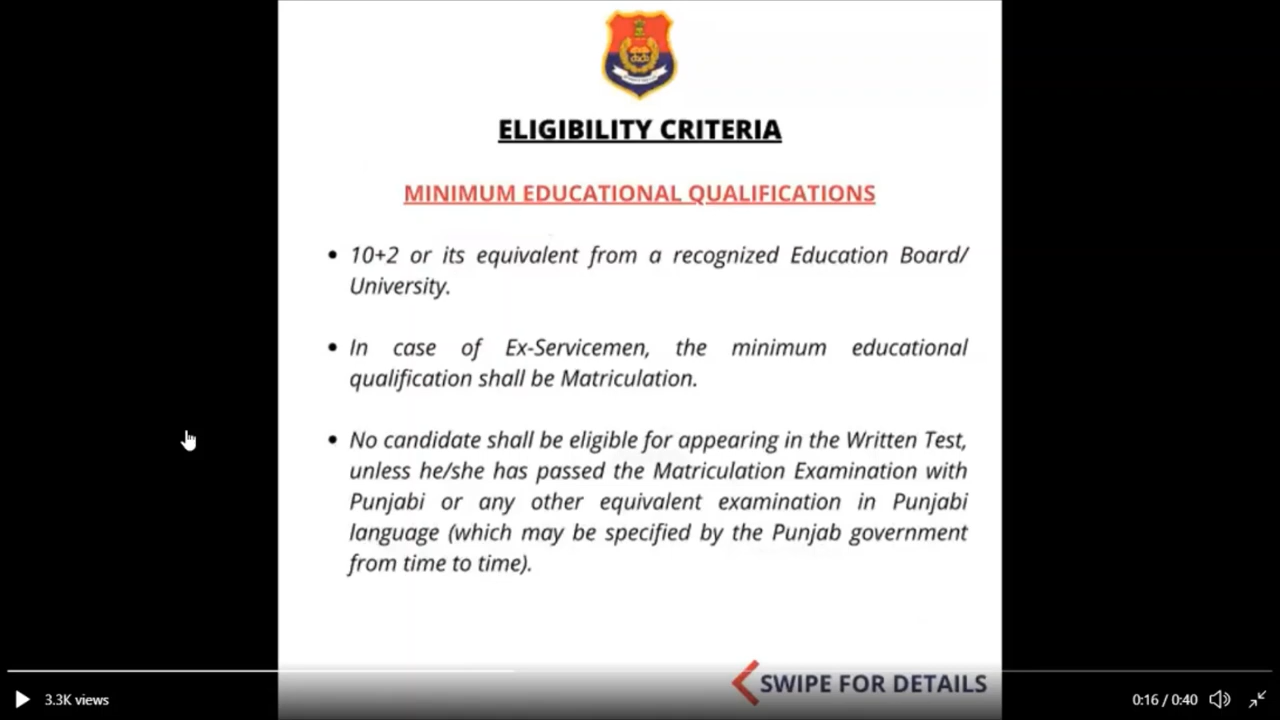 ELIGIBILITY CRITERIA
MINIMUM EDUCATIONAL QUALIFICATIONS
• 10+2 or its equivalent from a recognized Education Board/
University.
• In case of Ex-Servicemen, the minimum educational
qualification shall be Matriculation.
• No candidate shall be eligible for appearing in the Written Test,
unless he/she has passed the Matriculation Examination with
Punjabi or any other equivalent examination in Punjabi
language (which may be specified by the Punjab government
from time to time).
SWIPE FOR DETAILS
3.3K views
0:16 / 0:40